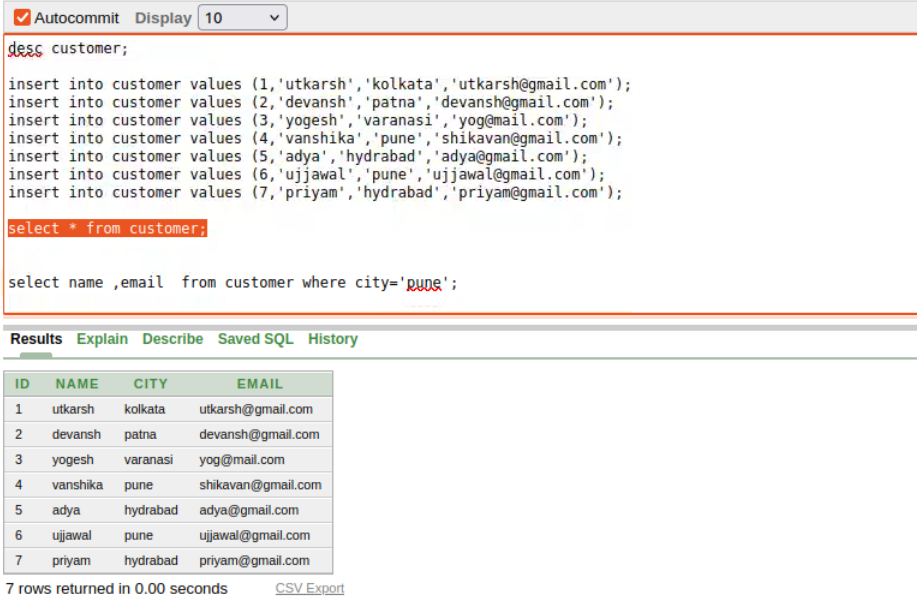 Autocommit Display 10
desc customer;
insert into customer values (1,'utkarsh','kolkata','utkarsh@gmail.com');
insert into customer values (2,'devansh','patna','devansh@gmail.com');
insert into customer values (3,'yogesh','varanasi','yog@mail.com');
insert into customer values (4,'vanshika','pune','shikavan@gmail.com');
insert into customer values (5,'adya','hydrabad','adya@gmail.com');
insert into customer values (6,'ujjawal','pune','ujjawal@gmail.com');
insert into customer values (7,'priyam','hydrabad','priyam@gmail.com');
select * from customer;
select name ,email  from customer where city='pune';
Results Explain Describe Saved SQL History
ID NAME CITY EMAIL
1 utkarsh kolkata utkarsh@gmail.com
2 devansh patna devansh@gmail.com
3 yogesh varanasi yog@mail.com
4 vanshika pune shikavan@gmail.com
5 adya hydrabad adya@gmail.com
6 ujjawal pune ujjawal@gmail.com
7 priyam hydrabad priyam@gmail.com
7 rows returned in 0.00 seconds CSV Export